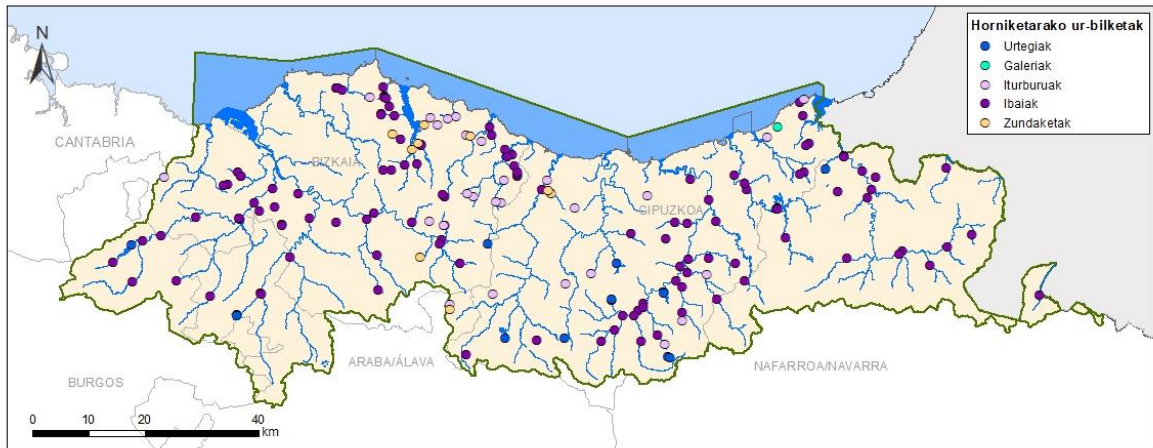 N
Horniketarako ur-bilketak
Urtegiak
Galeriak
Iturburuak
Ibaiak
Zundaketak
CANTABRIA
BIZKAIA
GIPUZKOA
ARABA/ÁLAVA
NAFARROA/NAVARRA
BURGOS
0 10 20 40
km